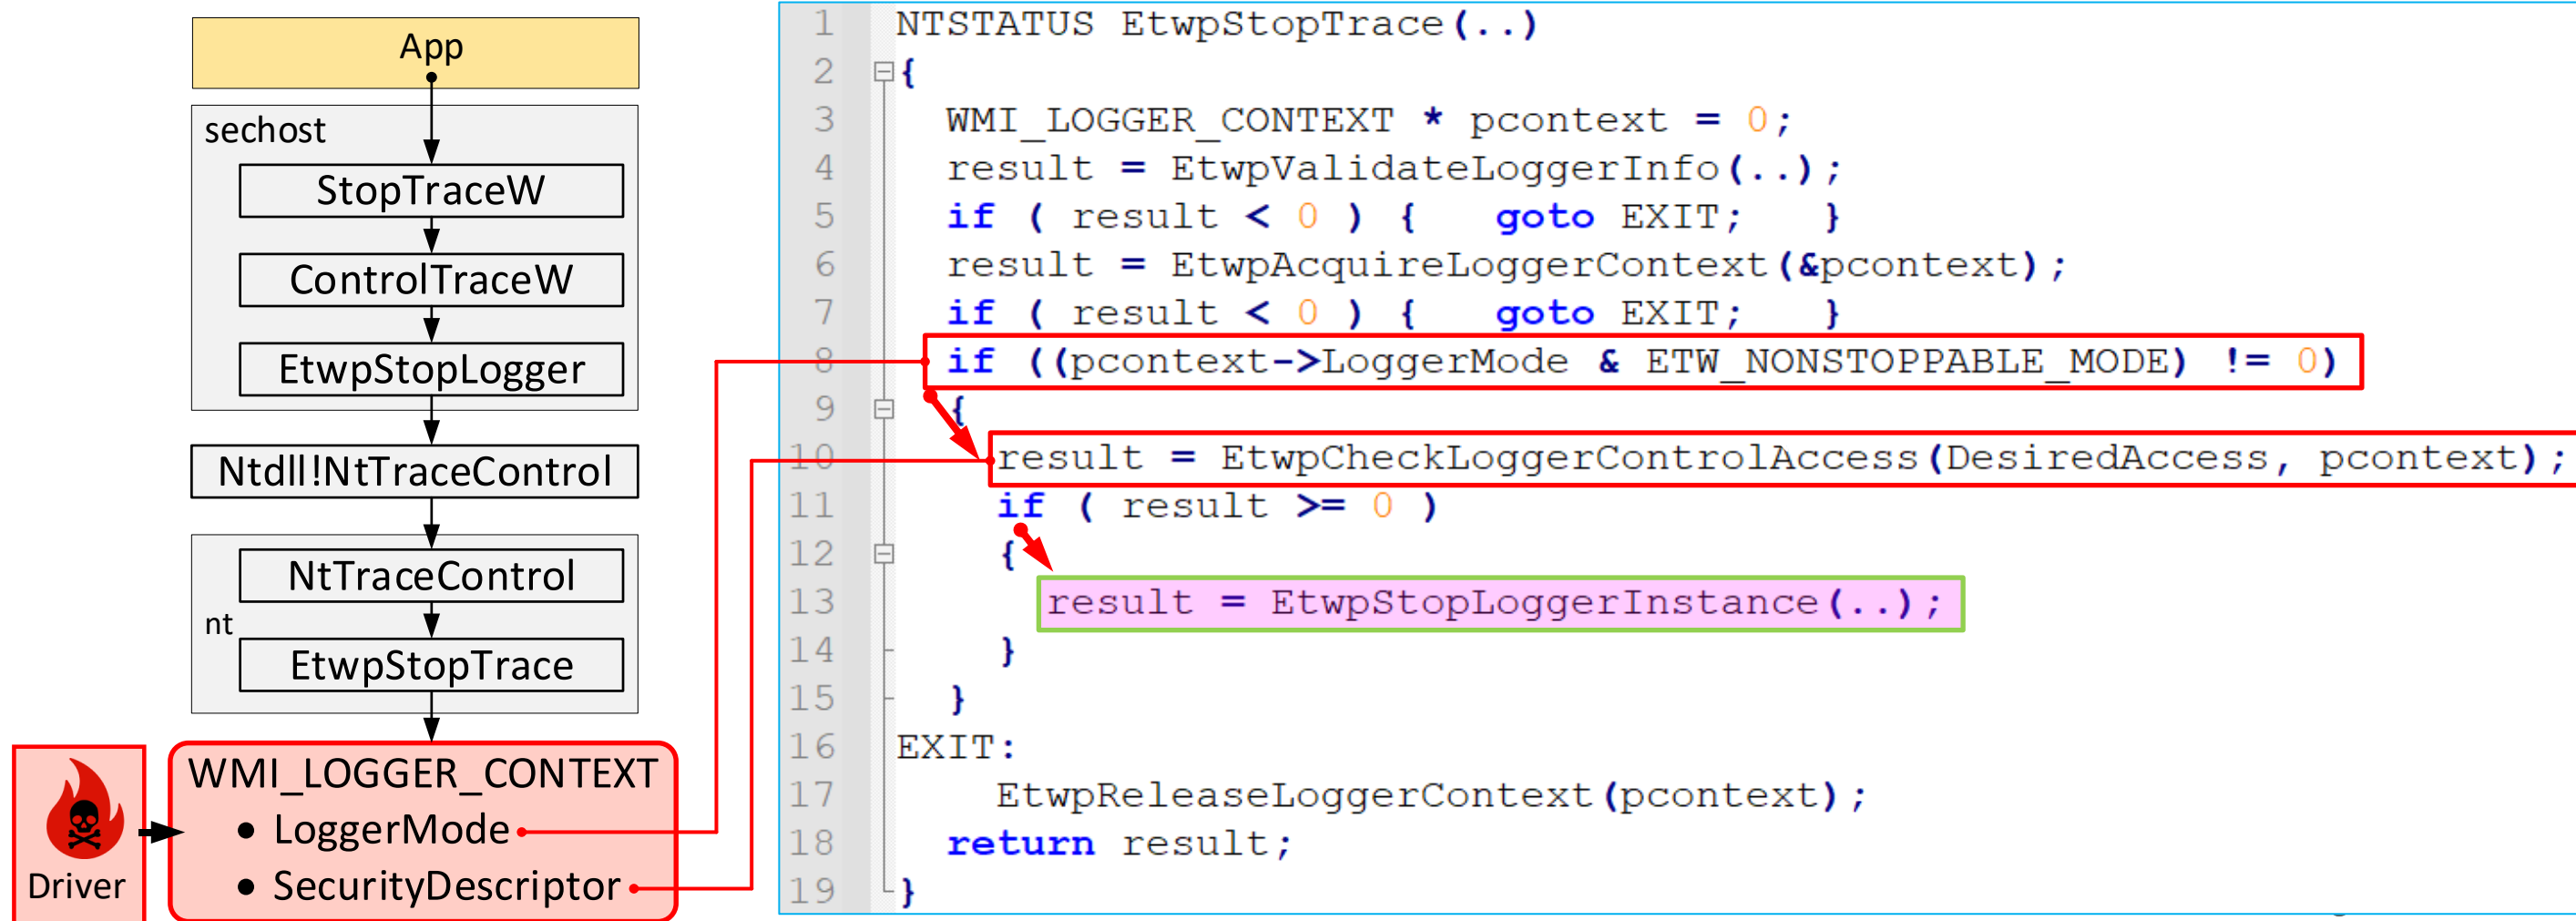 App
sechost
StopTraceW
ControlTraceW
EtwpStopLogger
Ntdll!NtTraceControl
NtTraceControl
nt
EtwpStopTrace
WMI_LOGGER_CONTEXT
• LoggerMode
• SecurityDescriptor
Driver
1 NTSTATUS EtwpStopTrace(..)
2 {
3 WMI_LOGGER_CONTEXT * pcontext = 0;
4 result = EtwpValidateLoggerInfo(..);
5 if ( result < 0 ) { goto EXIT; }
6 result = EtwpAcquireLoggerContext(&pcontext);
7 if ( result < 0 ) { goto EXIT; }
8 if ((pcontext->LoggerMode & ETW_NONSTOPPABLE_MODE) != 0)
9 {
10 result = EtwpCheckLoggerControlAccess(DesiredAccess, pcontext);
11 if ( result >= 0 )
12 {
13 result = EtwpStopLoggerInstance(..);
14 }
15 }
16 EXIT:
17 EtwpReleaseLoggerContext(pcontext);
18 return result;
19 }